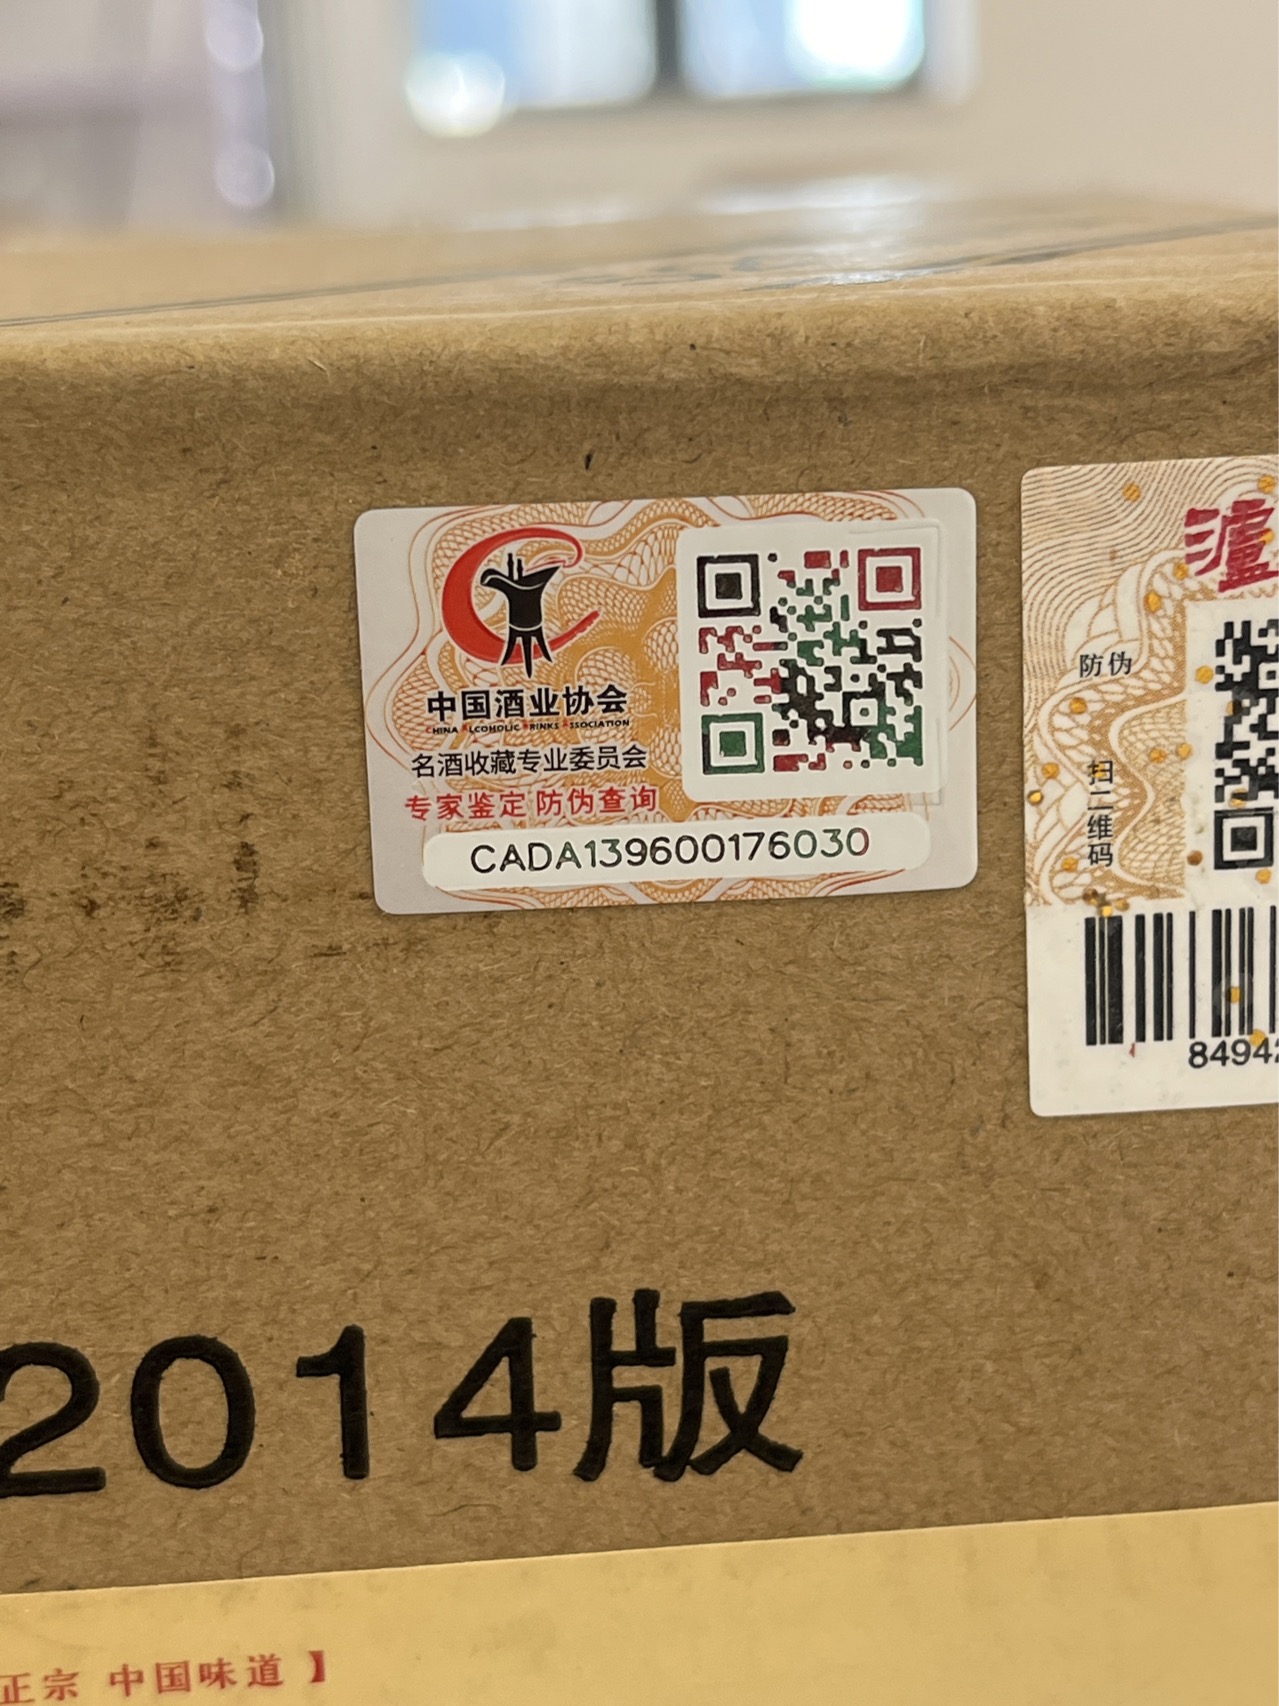 中国酒业协会
CHINA ALCOHOLIC DRINKS ASSOCIATION
名酒收藏专业委员会
专家鉴定 防伪查询
CADA139600176030
瀘
防伪
扫二维码
8494
2014版
正宗 中国味道】